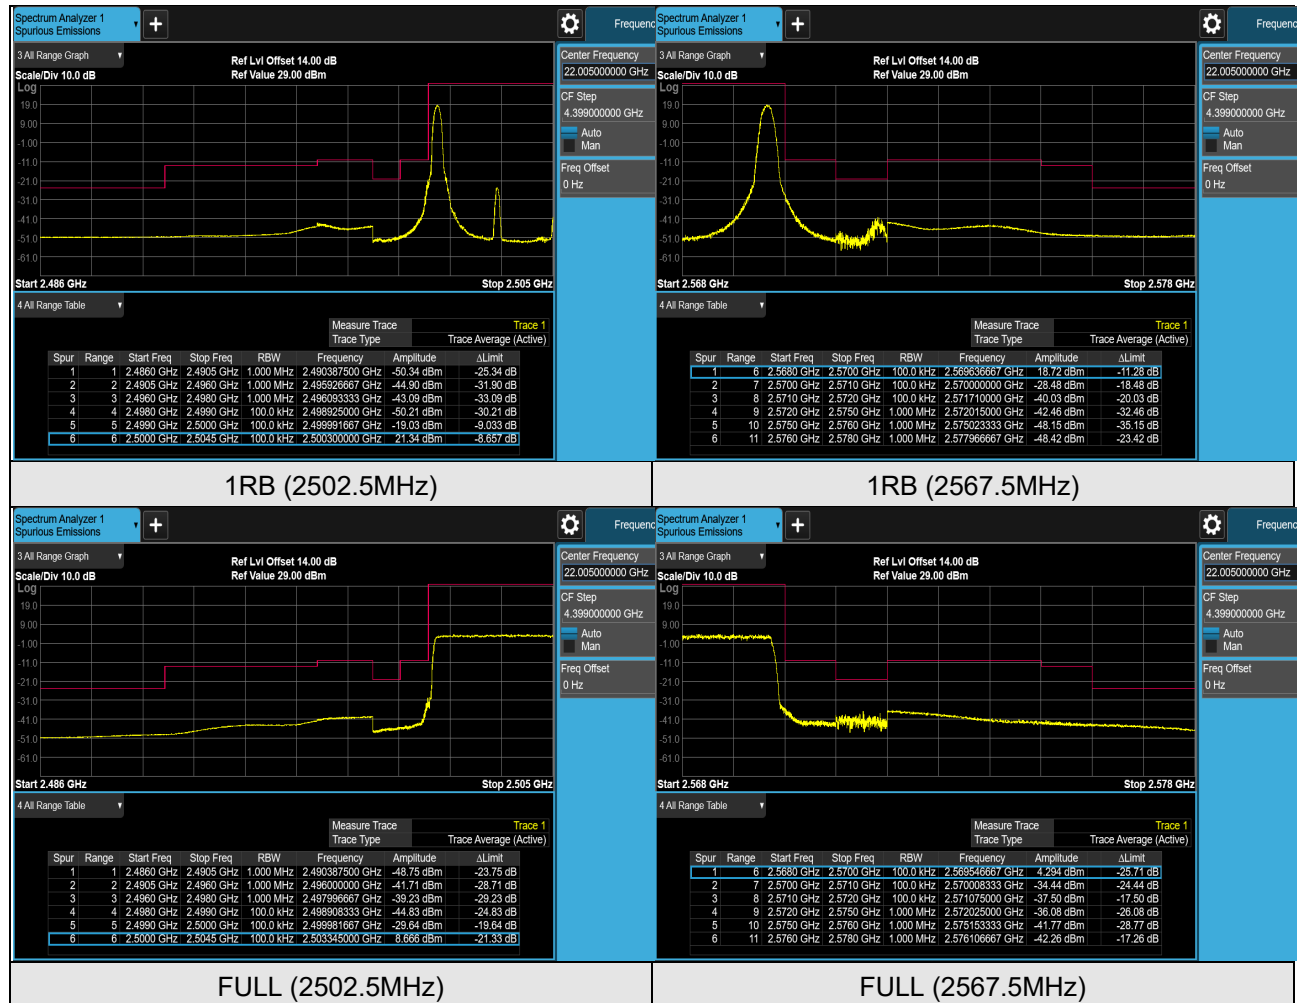 Spectrum Analyzer 1
Spurious Emissions
+
Frequenc
3 All Range Graph
Ref Lvl Offset 14.00 dB
Scale/Div 10.0 dB
Ref Value 29.00 dBm
Log
19.0
9.00
-1.00
-11.0
-21.0
-31.0
-41.0
-51.0
-61.0
Start 2.486 GHz
Stop 2.505 GHz
Center Frequency
22.005000000 GHz
CF Step
4.399000000 GHz
Auto
Man
Freq Offset
0 Hz
4 All Range Table
Measure Trace Trace 1
Trace Type Trace Average (Active)
Spur Range Start Freq Stop Freq RBW Frequency Amplitude ΔLimit
1 1 2.4860 GHz 2.4905 GHz 1.000 MHz 2.490387500 GHz -50.34 dBm -25.34 dB
2 2 2.4905 GHz 2.4960 GHz 1.000 MHz 2.495926667 GHz -44.90 dBm -31.90 dB
3 3 2.4960 GHz 2.4980 GHz 1.000 MHz 2.496093333 GHz -43.09 dBm -33.09 dB
4 4 2.4980 GHz 2.4990 GHz 100.0 kHz 2.498925000 GHz -50.21 dBm -30.21 dB
5 5 2.4990 GHz 2.5000 GHz 100.0 kHz 2.499991667 GHz -19.03 dBm -9.033 dB
6 6 2.5000 GHz 2.5045 GHz 100.0 kHz 2.500300000 GHz 21.34 dBm -8.657 dB
1RB (2502.5MHz)
Spectrum Analyzer 1
Spurious Emissions
+
Frequenc
3 All Range Graph
Ref Lvl Offset 14.00 dB
Scale/Div 10.0 dB
Ref Value 29.00 dBm
Log
19.0
9.00
-1.00
-11.0
-21.0
-31.0
-41.0
-51.0
-61.0
Start 2.568 GHz
Stop 2.578 GHz
Center Frequency
22.005000000 GHz
CF Step
4.399000000 GHz
Auto
Man
Freq Offset
0 Hz
4 All Range Table
Measure Trace Trace 1
Trace Type Trace Average (Active)
Spur Range Start Freq Stop Freq RBW Frequency Amplitude ΔLimit
1 6 2.5680 GHz 2.5700 GHz 100.0 kHz 2.569636667 GHz 18.72 dBm -11.28 dB
2 7 2.5700 GHz 2.5710 GHz 100.0 kHz 2.570000000 GHz -28.48 dBm -18.48 dB
3 8 2.5710 GHz 2.5720 GHz 100.0 kHz 2.571710000 GHz -40.03 dBm -20.03 dB
4 9 2.5720 GHz 2.5750 GHz 1.000 MHz 2.572015000 GHz -42.46 dBm -32.46 dB
5 10 2.5750 GHz 2.5760 GHz 1.000 MHz 2.575023333 GHz -48.15 dBm -35.15 dB
6 11 2.5760 GHz 2.5780 GHz 1.000 MHz 2.577966667 GHz -48.42 dBm -23.42 dB
1RB (2567.5MHz)
Spectrum Analyzer 1
Spurious Emissions
+
Frequenc
3 All Range Graph
Ref Lvl Offset 14.00 dB
Scale/Div 10.0 dB
Ref Value 29.00 dBm
Log
19.0
9.00
-1.00
-11.0
-21.0
-31.0
-41.0
-51.0
-61.0
Start 2.486 GHz
Stop 2.505 GHz
Center Frequency
22.005000000 GHz
CF Step
4.399000000 GHz
Auto
Man
Freq Offset
0 Hz
4 All Range Table
Measure Trace Trace 1
Trace Type Trace Average (Active)
Spur Range Start Freq Stop Freq RBW Frequency Amplitude ΔLimit
1 1 2.4860 GHz 2.4905 GHz 1.000 MHz 2.490387500 GHz -48.75 dBm -23.75 dB
2 2 2.4905 GHz 2.4960 GHz 1.000 MHz 2.496000000 GHz -41.71 dBm -28.71 dB
3 3 2.4960 GHz 2.4980 GHz 1.000 MHz 2.497996667 GHz -39.23 dBm -29.23 dB
4 4 2.4980 GHz 2.4990 GHz 100.0 kHz 2.498908333 GHz -44.83 dBm -24.83 dB
5 5 2.4990 GHz 2.5000 GHz 100.0 kHz 2.499981667 GHz -29.64 dBm -19.64 dB
6 6 2.5000 GHz 2.5045 GHz 100.0 kHz 2.503345000 GHz 8.666 dBm -21.33 dB
FULL (2502.5MHz)
Spectrum Analyzer 1
Spurious Emissions
+
Frequenc
3 All Range Graph
Ref Lvl Offset 14.00 dB
Scale/Div 10.0 dB
Ref Value 29.00 dBm
Log
19.0
9.00
-1.00
-11.0
-21.0
-31.0
-41.0
-51.0
-61.0
Start 2.568 GHz
Stop 2.578 GHz
Center Frequency
22.005000000 GHz
CF Step
4.399000000 GHz
Auto
Man
Freq Offset
0 Hz
4 All Range Table
Measure Trace Trace 1
Trace Type Trace Average (Active)
Spur Range Start Freq Stop Freq RBW Frequency Amplitude ΔLimit
1 6 2.5680 GHz 2.5700 GHz 100.0 kHz 2.569546667 GHz 4.294 dBm -25.71 dB
2 7 2.5700 GHz 2.5710 GHz 100.0 kHz 2.570008333 GHz -34.44 dBm -24.44 dB
3 8 2.5710 GHz 2.5720 GHz 100.0 kHz 2.571075000 GHz -37.50 dBm -17.50 dB
4 9 2.5720 GHz 2.5750 GHz 1.000 MHz 2.572025000 GHz -36.08 dBm -26.08 dB
5 10 2.5750 GHz 2.5760 GHz 1.000 MHz 2.575153333 GHz -41.77 dBm -28.77 dB
6 11 2.5760 GHz 2.5780 GHz 1.000 MHz 2.576106667 GHz -42.26 dBm -17.26 dB
FULL (2567.5MHz)